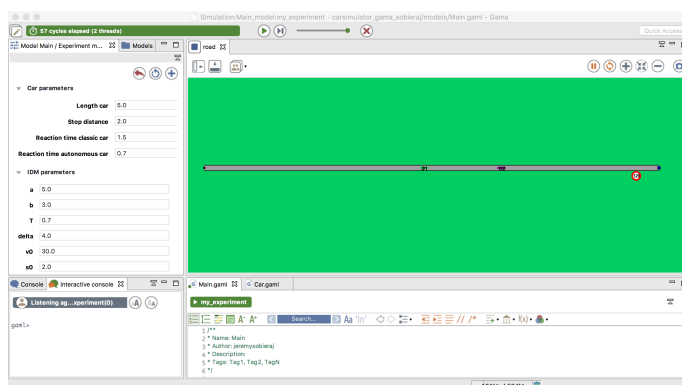 Simulation:Main_model:my_experiment - carsimulator_gama_sobieraj/models/Main.gaml - Gama
57 cycles elapsed (2 threads)
Quick Access
Model Main / Experiment m...
Models
road
Car parameters
Length car 5.0
Stop distance 2.0
Reaction time classic car 1.5
Reaction time autonomous car 0.7
IDM parameters
a 5.0
b 3.0
T 0.7
delta 4.0
v0 30.0
s0 2.0
Console
Interactive console
Main.gaml
Car.gaml
Listening ag...xperiment(0)
my_experiment
Search...
gaml>
1 /**
2 * Name: Main
3 * Author: jeremysobieraj
4 * Description:
5 * Tags: Tag1, Tag2, TagN
6 */